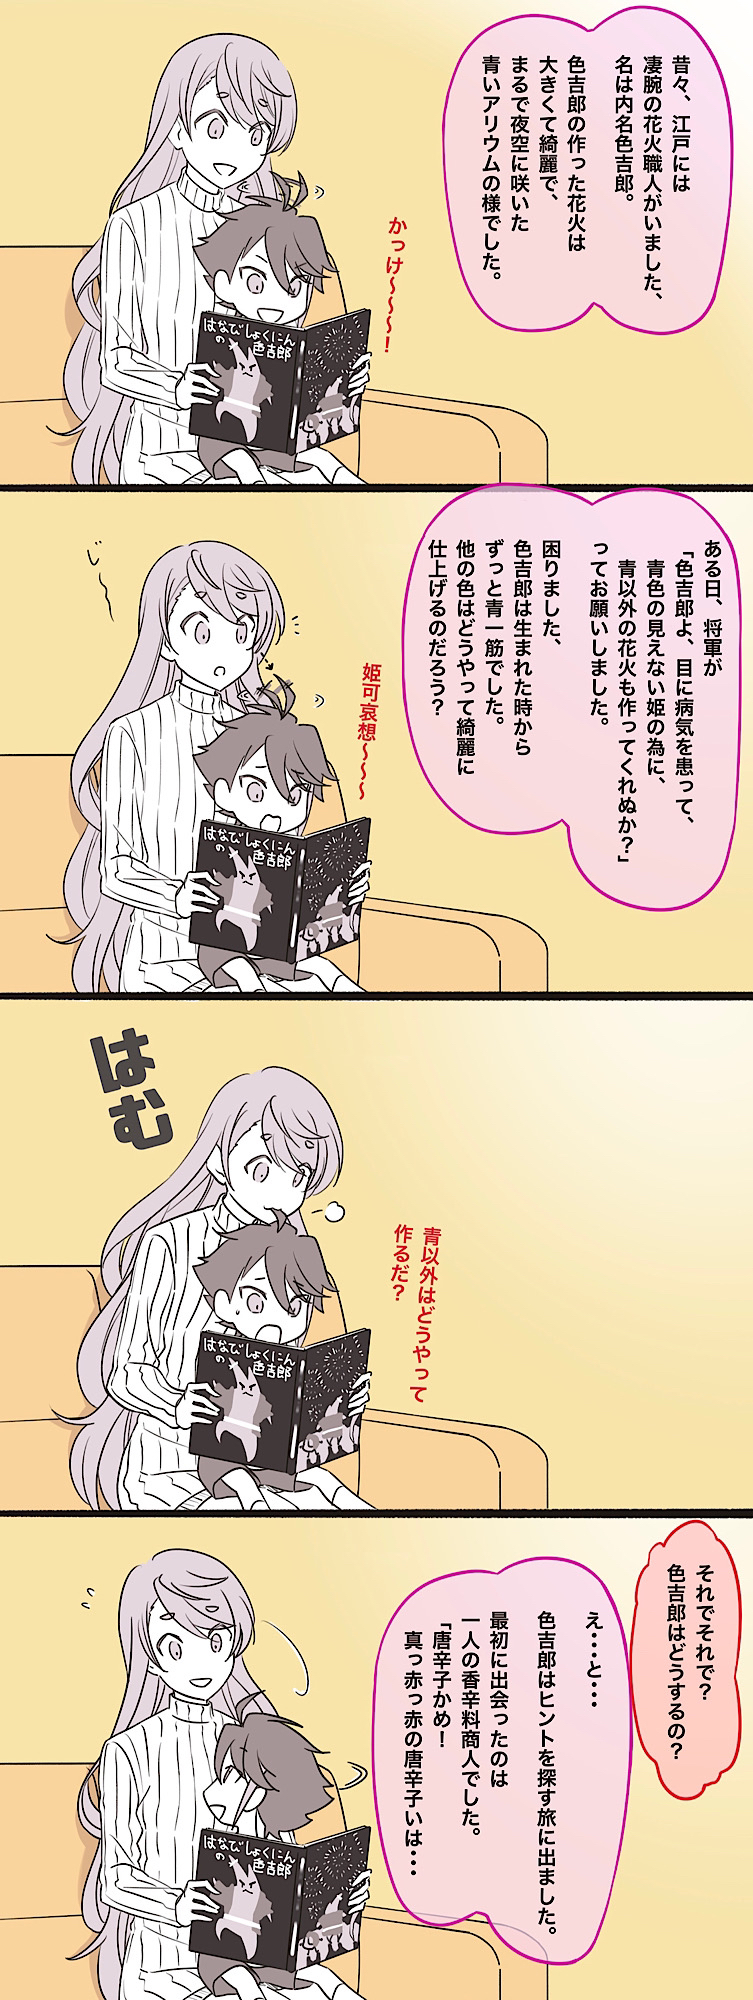 昔々、江戸には
凄腕の花火職人がいました、
名は内名色吉郎。
色吉郎の作った花火は
大きくて綺麗で、
まるで夜空に咲いた
青いアリウムの様でした。
かっけ〜〜〜！
はなびしょくにん
の色吉郎
ある日、将軍が
「色吉郎よ、目に病気を患って、
青色の見えない姫の為に、
青以外の花火も作ってくれぬか？」
ってお願いしました。
困りました、
色吉郎は生まれた時から
ずっと青一筋でした。
他の色はどうやって綺麗に
仕上げるのだろう？
じ〜〜
姫可哀想〜〜〜
はなびしょくにん
の色吉郎
はむ
青以外はどうやって
作るだ？
はなびしょくにん
の色吉郎
それでそれで？
色吉郎はどうするの？
え・・・と・・・
色吉郎はヒントを探す旅に出ました。
最初に出会ったのは
一人の香辛料商人でした。
「唐辛子かめ！
真っ赤っ赤の唐辛子いは・・・
はなびしょくにん
の色吉郎